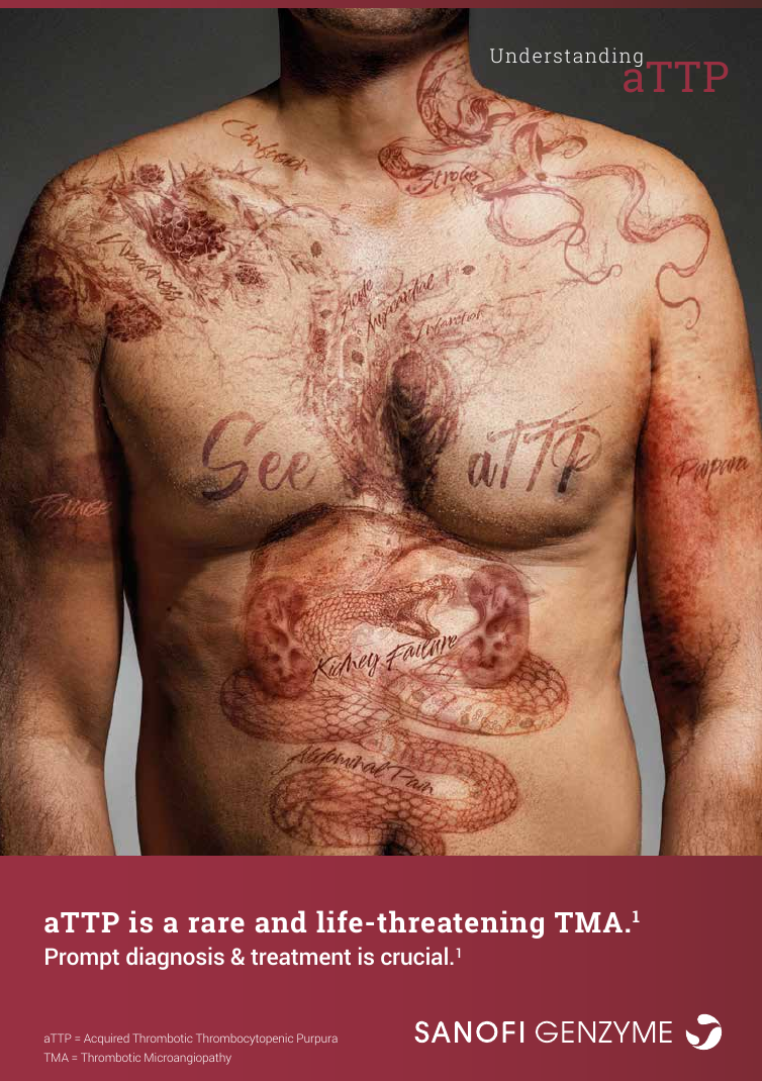 Understanding
aTTP
Confusion
Stroke
Weakness
Acute
Myocardial
Infarction
See aTTP
Purpura
Bruise
Kidney Failure
Abdominal Pain
aTTP is a rare and life-threatening TMA.¹
Prompt diagnosis & treatment is crucial.¹
SANOFI GENZYME
aTTP = Acquired Thrombotic Thrombocytopenic Purpura
TMA = Thrombotic Microangiopathy